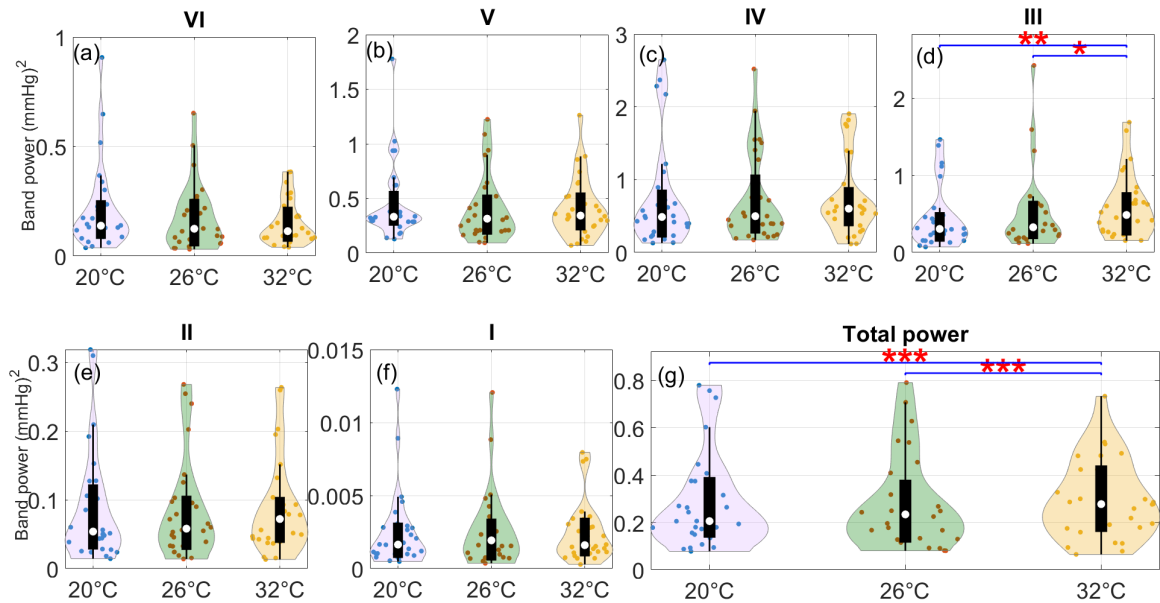 VI V IV III
(a) (b) (c) (d)
** *
Band power (mmHg)²
1 0.5 0
2 1.5 1 0.5 0
3 2 1 0
2 1 0
20°C 26°C 32°C 20°C 26°C 32°C 20°C 26°C 32°C 20°C 26°C 32°C
II I Total power
(e) (f) (g)
*** ***
Band power (mmHg)²
0.3 0.2 0.1 0
0.015 0.01 0.005 0
0.8 0.6 0.4 0.2 0
20°C 26°C 32°C 20°C 26°C 32°C 20°C 26°C 32°C